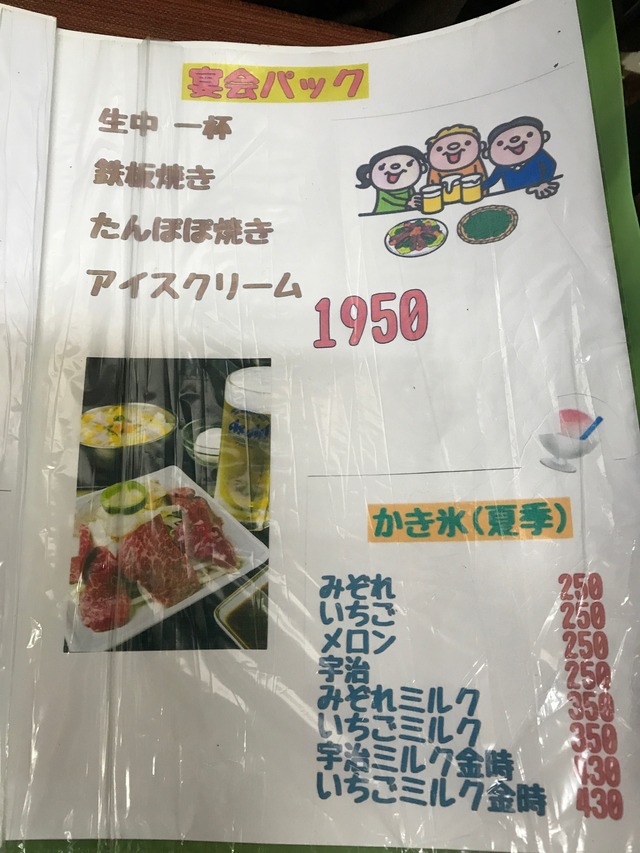 宴会パック
生中 一杯
鉄板焼き
たんぽぽ焼き
アイスクリーム
1950
かき氷(夏季)
みぞれ 250
いちご 250
メロン 250
宇治 250
みぞれミルク 350
いちごミルク 350
宇治ミルク金時 430
いちごミルク金時 430